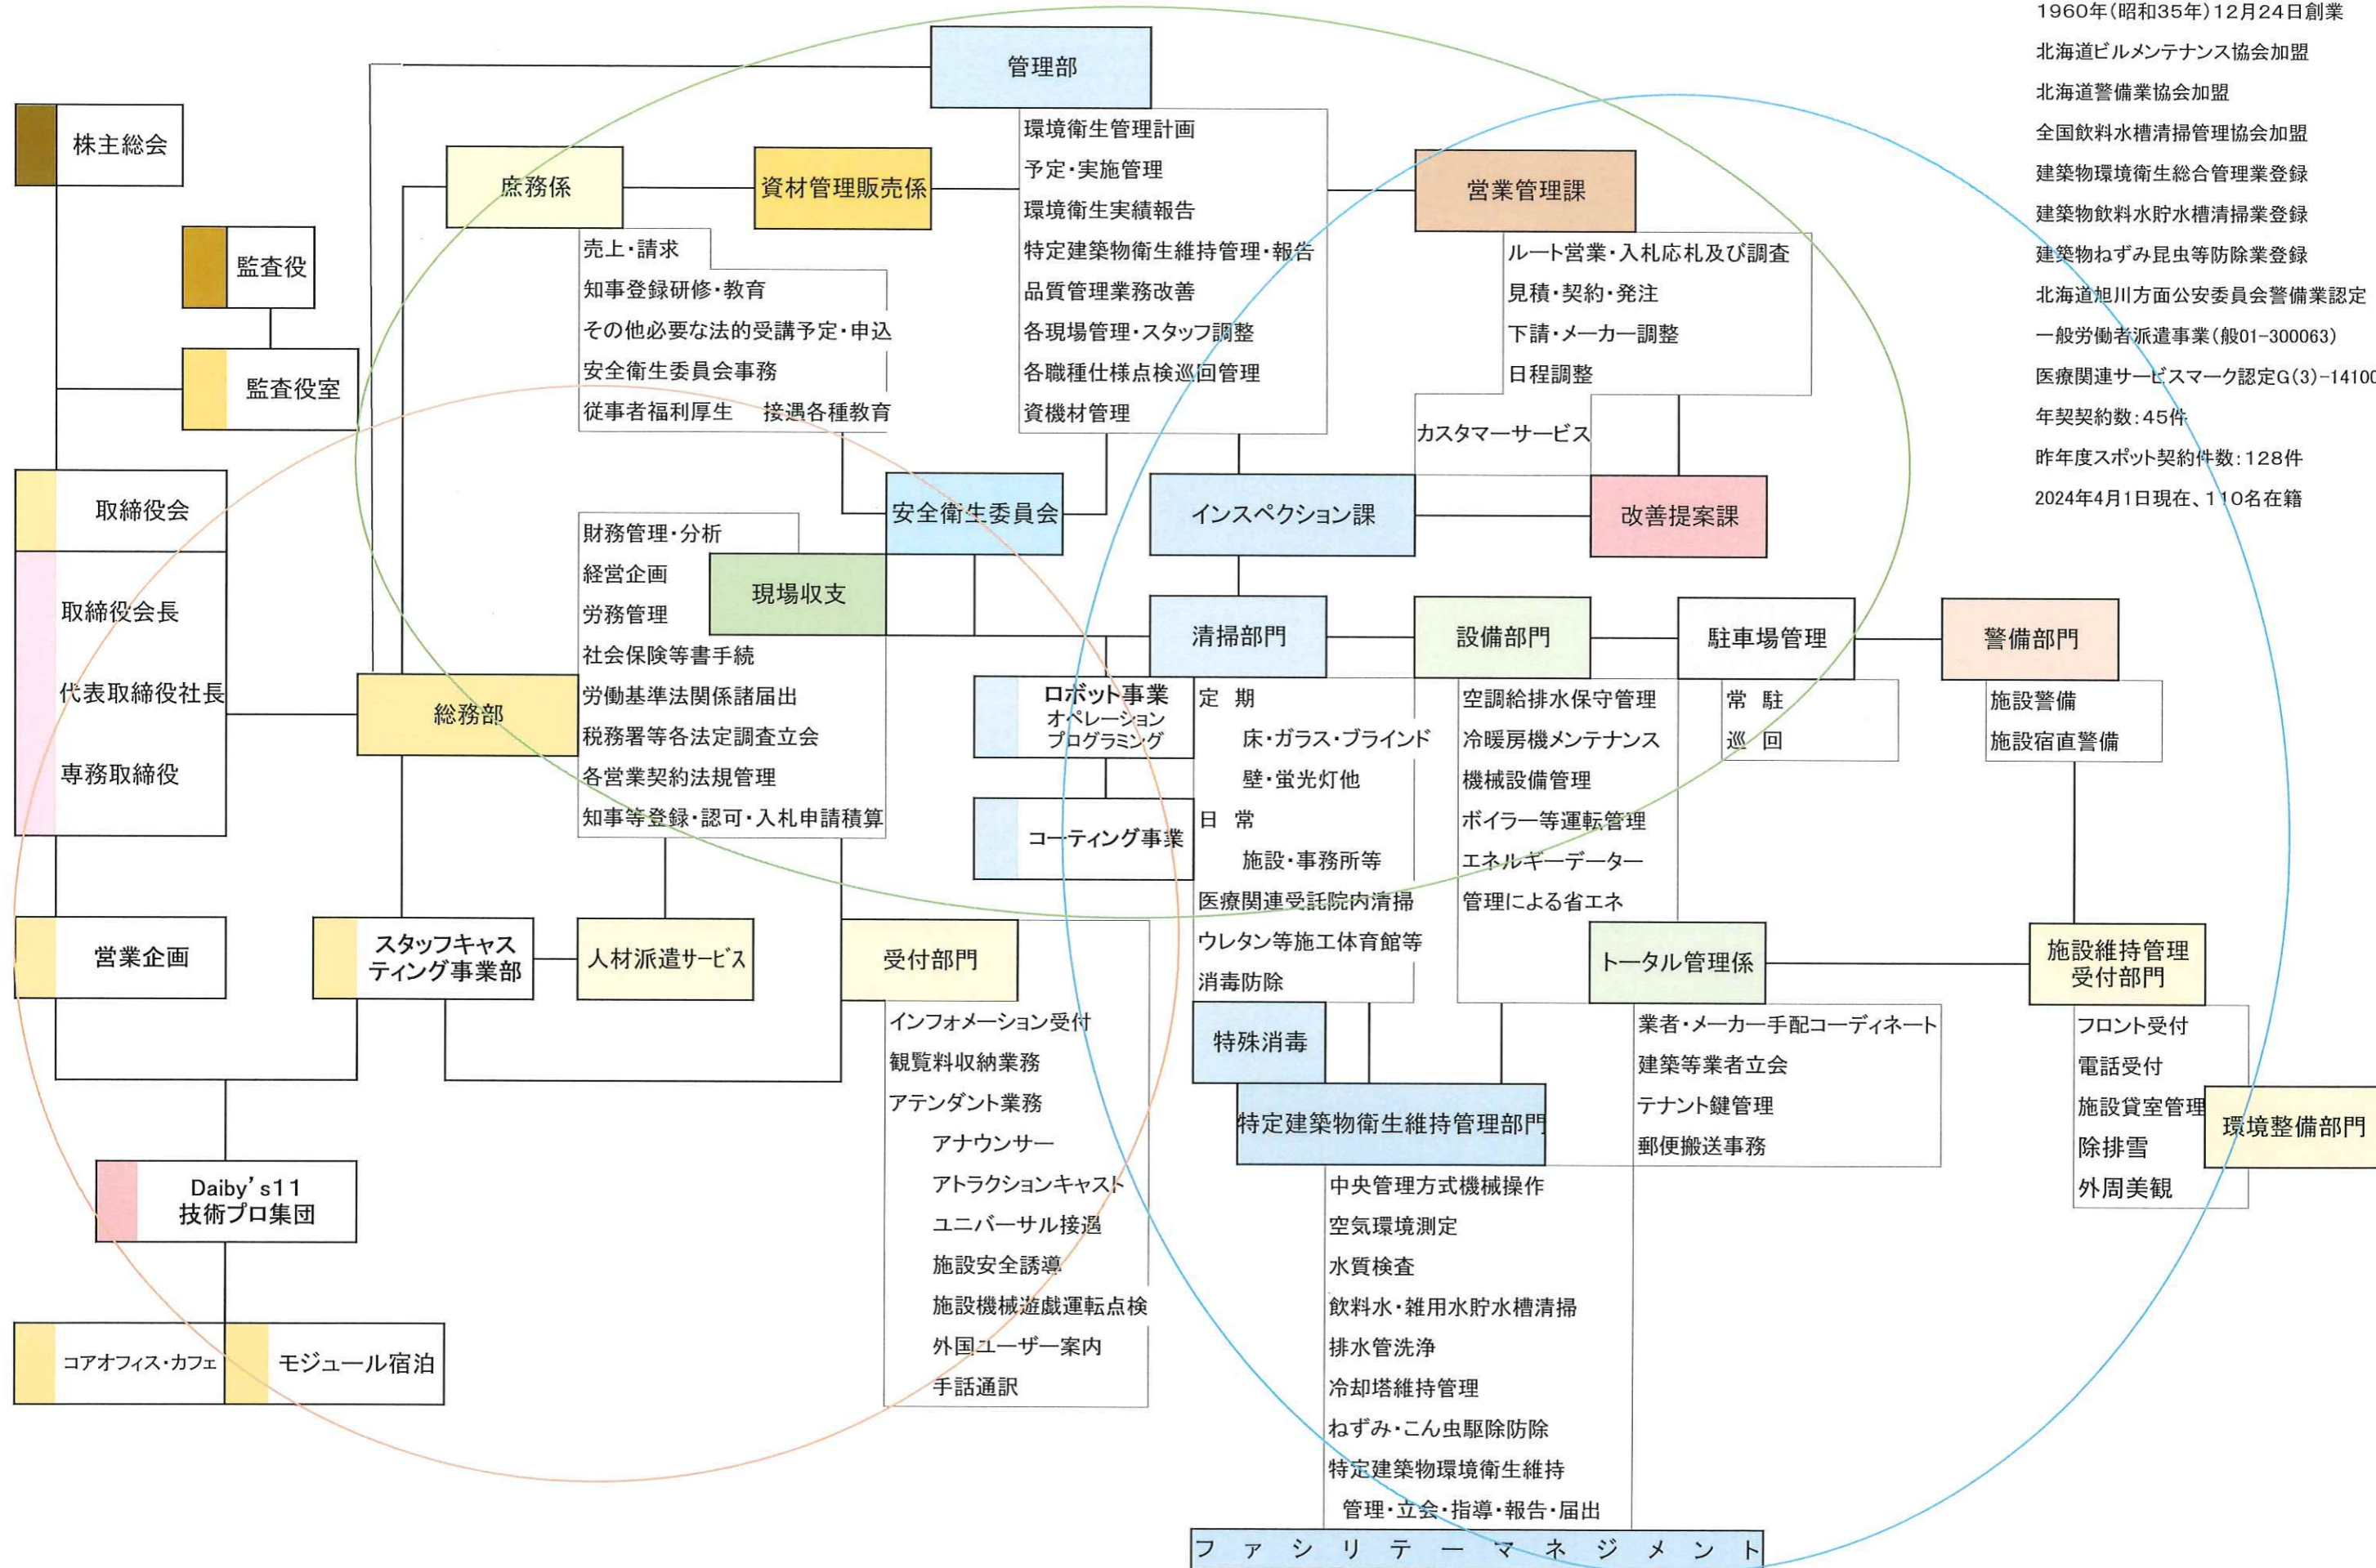 1960年(昭和35年)12月24日創業
北海道ビルメンテナンス協会加盟
北海道警備業協会加盟
全国飲料水槽清掃管理協会加盟
建築物環境衛生総合管理業登録
建築物飲料水貯水槽清掃業登録
建築物ねずみ昆虫等防除業登録
北海道旭川方面公安委員会警備業認定
一般労働者派遣事業(般01-300063)
医療関連サービスマーク認定G(3)-14100
年契契約数:45件
昨年度スポット契約件数:128件
2024年4月1日現在、110名在籍
管理部
環境衛生管理計画
予定・実施管理
環境衛生実績報告
特定建築物衛生維持管理・報告
品質管理業務改善
各現場管理・スタッフ調整
各職種仕様点検巡回管理
資機材管理
株主総会
監査役
監査役室
取締役会
取締役会長
代表取締役社長
専務取締役
庶務係
売上・請求
知事登録研修・教育
その他必要な法的受講予定・申込
安全衛生委員会事務
従事者福利厚生 接遇各種教育
資材管理販売係
営業管理課
ルート営業・入札応札及び調査
見積・契約・発注
下請・メーカー調整
日程調整
カスタマーサービス
安全衛生委員会
インスペクション課
改善提案課
総務部
財務管理・分析
経営企画
労務管理
社会保険等書手続
労働基準法関係諸届出
税務署等各法定調査立会
各営業契約法規管理
知事等登録・認可・入札申請積算
現場収支
清掃部門
定 期
床・ガラス・ブラインド
壁・蛍光灯他
日 常
施設・事務所等
医療関連受託院内清掃
ウレタン等施工体育館等
消毒防除
設備部門
空調給排水保守管理
冷暖房機メンテナンス
機械設備管理
ボイラー等運転管理
エネルギーデーター
管理による省エネ
駐車場管理
常 駐
巡 回
警備部門
施設警備
施設宿直警備
ロボット事業
オペレーション
プログラミング
コーティング事業
営業企画
スタッフキャス
ティング事業部
人材派遣サービス
受付部門
インフォメーション受付
観覧料収納業務
アテンダント業務
アナウンサー
アトラクションキャスト
ユニバーサル接遇
施設安全誘導
施設機械遊戯運転点検
外国ユーザー案内
手話通訳
トータル管理係
業者・メーカー手配コーディネート
建築等業者立会
テナント鍵管理
郵便搬送事務
施設維持管理
受付部門
フロント受付
電話受付
施設貸室管理
除排雪
外周美観
環境整備部門
特殊消毒
特定建築物衛生維持管理部門
中央管理方式機械操作
空気環境測定
水質検査
飲料水・雑用水貯水槽清掃
排水管洗浄
冷却塔維持管理
ねずみ・こん虫駆除防除
特定建築物環境衛生維持
管理・立会・指導・報告・届出
Daiby's11
技術プロ集団
コアオフィス・カフェ
モジュール宿泊
ファシリテーマネジメント